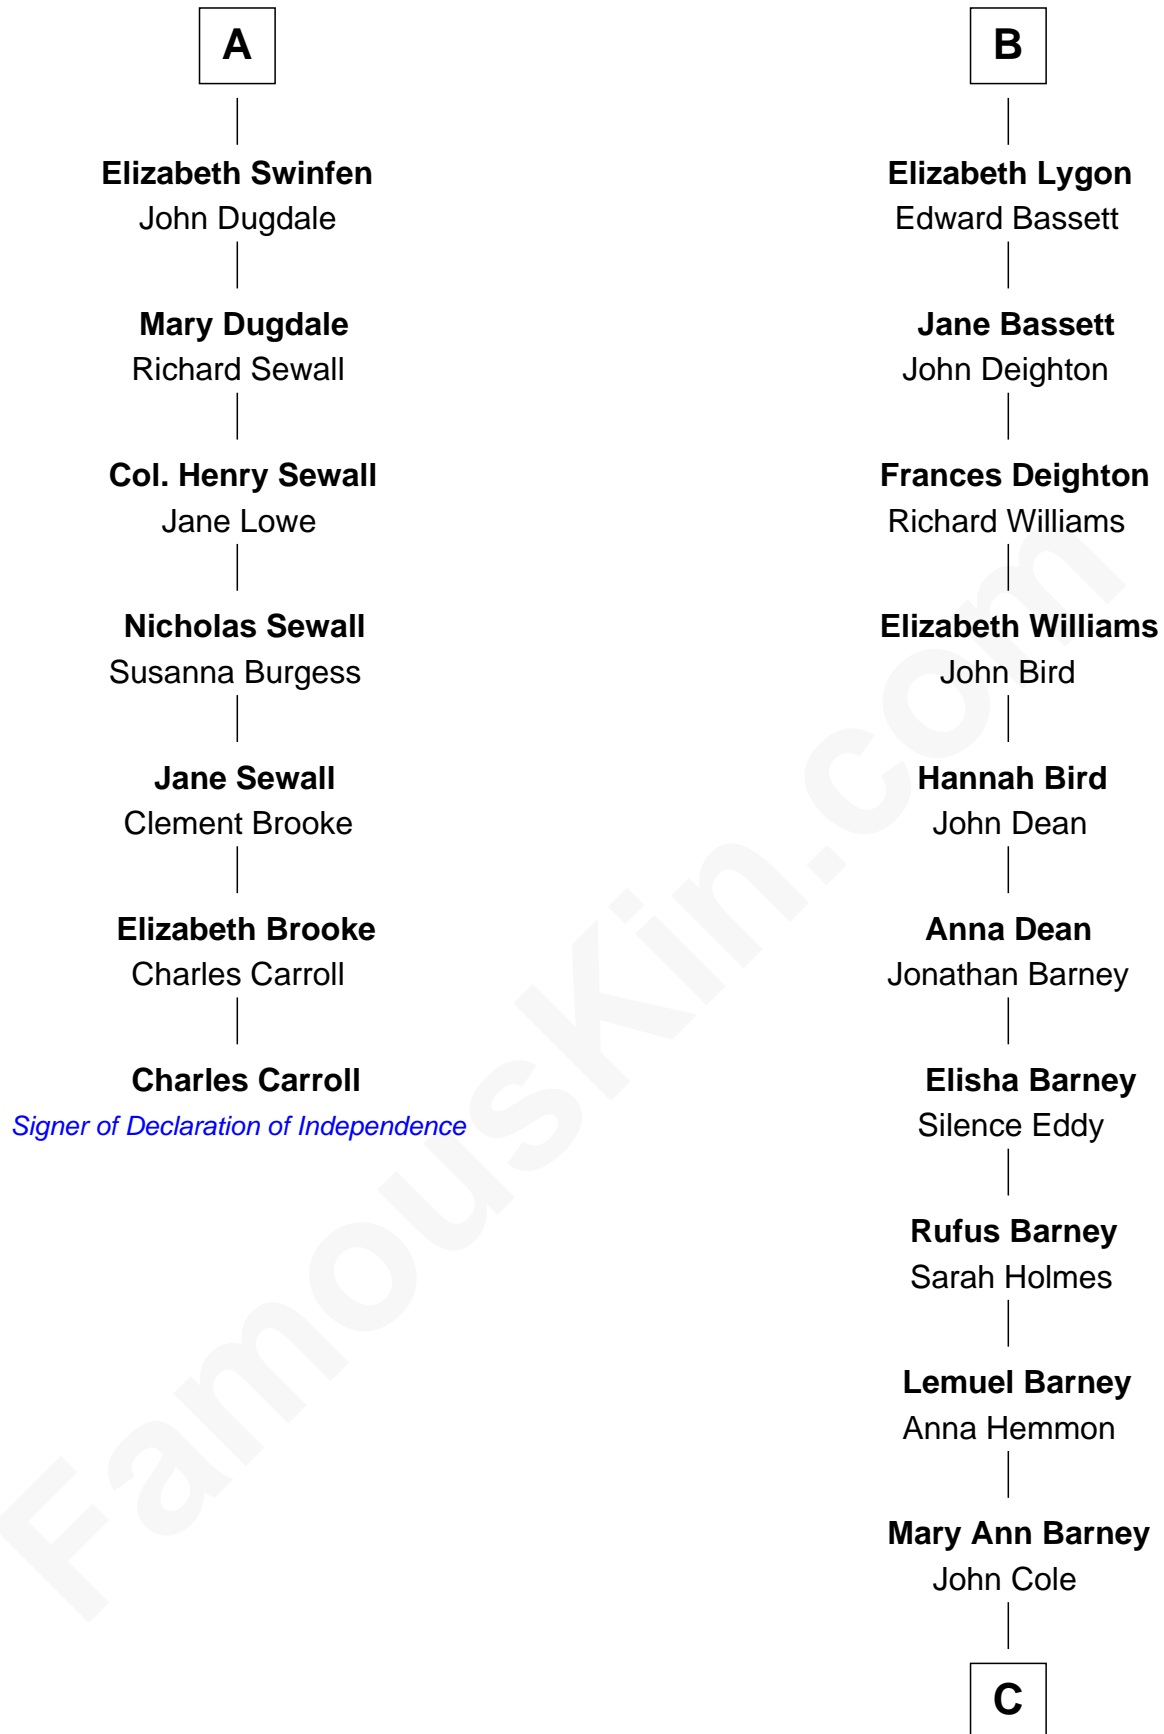 A
Elizabeth Swinfen
John Dugdale
Mary Dugdale
Richard Sewall
Col. Henry Sewall
Jane Lowe
Nicholas Sewall
Susanna Burgess
Jane Sewall
Clement Brooke
Elizabeth Brooke
Charles Carroll
Charles Carroll
Signer of Declaration of Independence
B
Elizabeth Lygon
Edward Bassett
Jane Bassett
John Deighton
Frances Deighton
Richard Williams
Elizabeth Williams
John Bird
Hannah Bird
John Dean
Anna Dean
Jonathan Barney
Elisha Barney
Silence Eddy
Rufus Barney
Sarah Holmes
Lemuel Barney
Anna Hemmon
Mary Ann Barney
John Cole
C
FamousKin.com